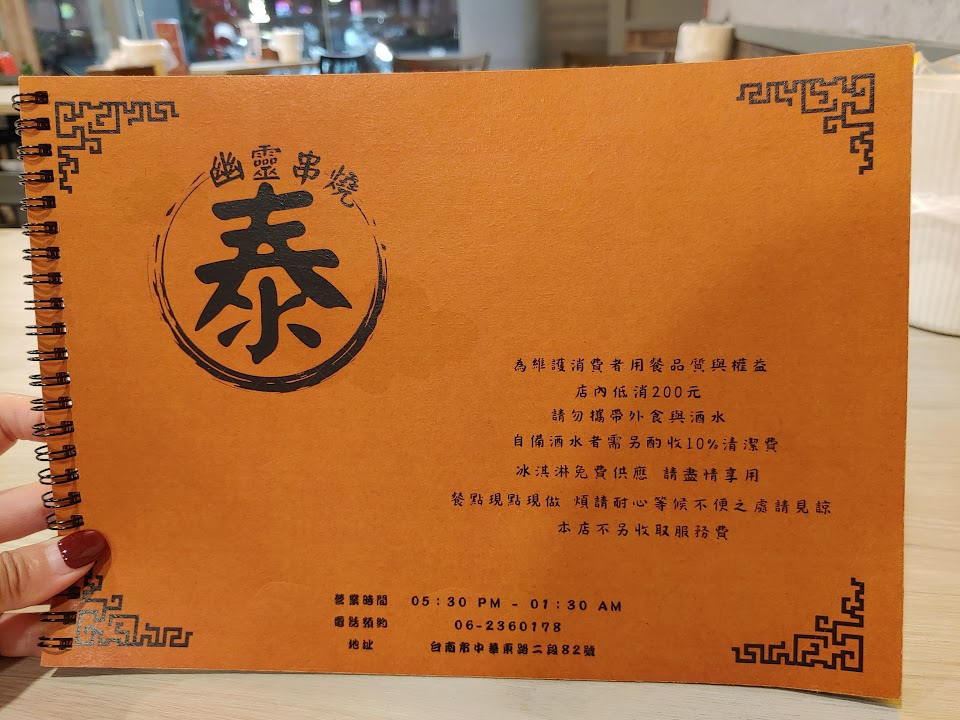 幽靈串燒
泰
為維護消費者用餐品質與權益
店內低消200元
請勿攜帶外食與酒水
自備酒水者需另酌收10%清潔費
冰淇淋免費供應 請盡情享用
餐點現點現做 煩請耐心等候不便之處請見諒
本店不另收取服務費
營業時間 05:30 PM - 01:30 AM
電話預約 06-2360178
地址 台南市中華東路二段82號